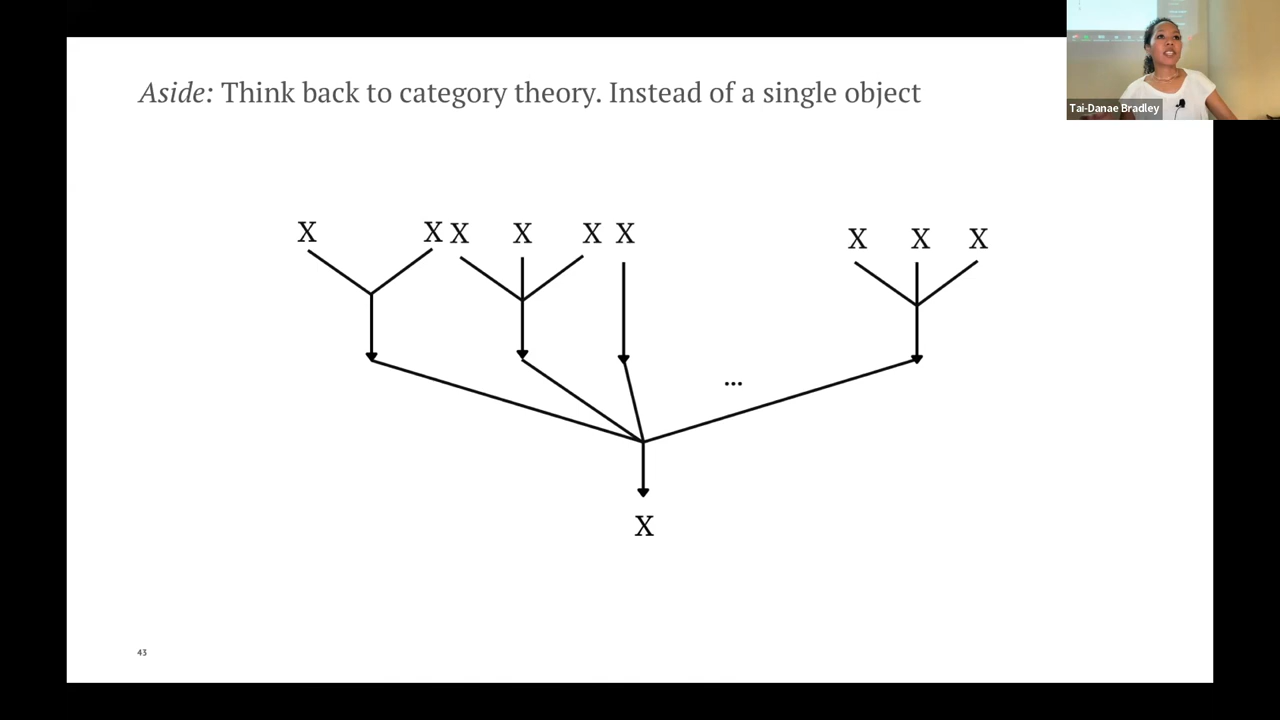 Aside: Think back to category theory. Instead of a single object
Tai-Danae Bradley
X X X X X X X X X
...
X
43